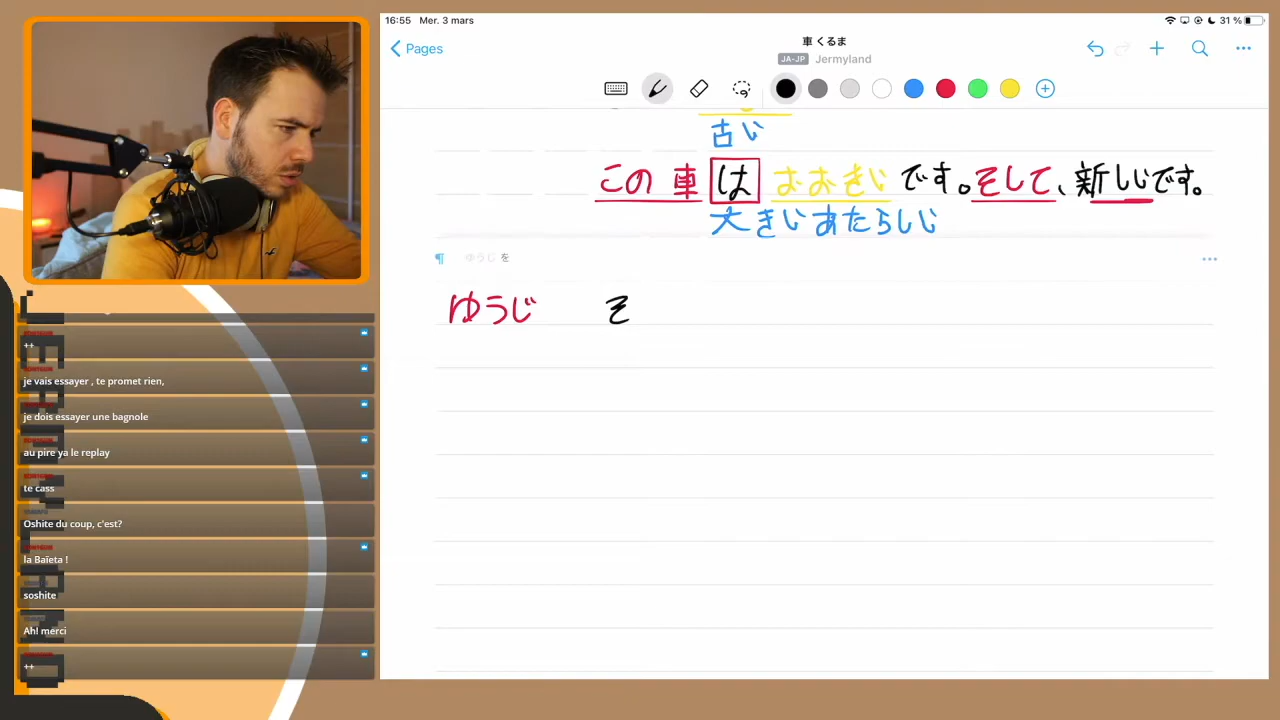 16:55 Mer. 3 mars
31 %
車 くるま
Pages
JA-JP Jermyland
古い
この 車 は おおきい です。そして、新しいです。
大きい あたらしい
ゆうじ を
ゆうじ そ
++
je vais essayer , te promet rien,
je dois essayer une bagnole
au pire ya le replay
te cass
Oshite du coup, c'est?
la Baïeta !
soshite
Ah! merci
++